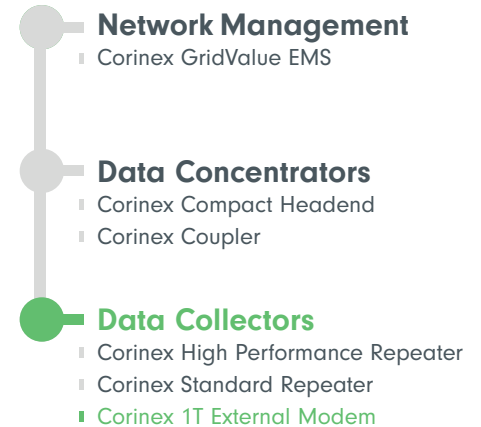 Network Management
Corinex GridValue EMS
Data Concentrators
Corinex Compact Headend
Corinex Coupler
Data Collectors
Corinex High Performance Repeater
Corinex Standard Repeater
Corinex 1T External Modem